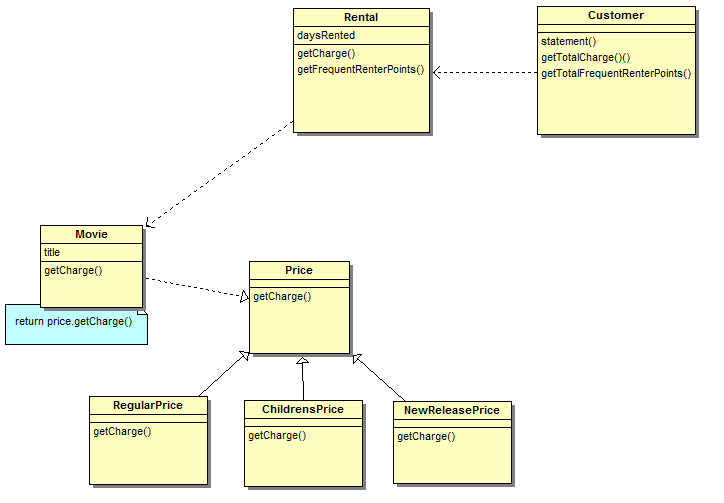 Rental
daysRented
getCharge()
getFrequentRenterPoints()
Customer
statement()
getTotalCharge()()
getTotalFrequentRenterPoints()
Movie
title
getCharge()
return price.getCharge()
Price
getCharge()
RegularPrice
getCharge()
ChildrensPrice
getCharge()
NewReleasePrice
getCharge()